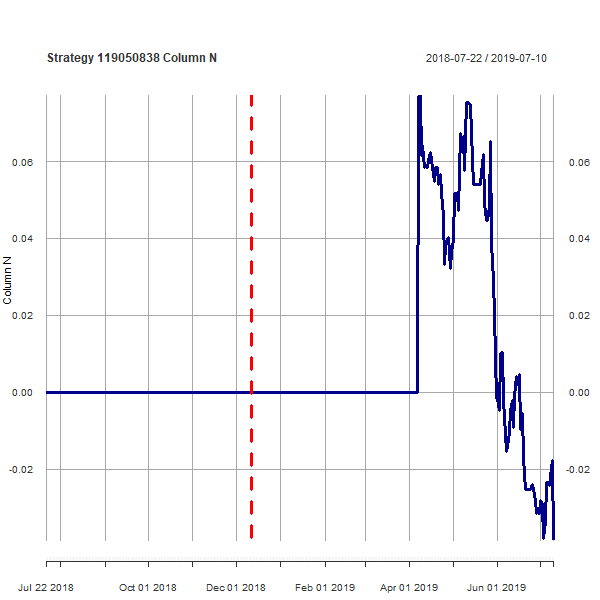 Strategy 119050838 Column N
2018-07-22 / 2019-07-10
Column N
0.06 0.06
0.04 0.04
0.02 0.02
0.00 0.00
-0.02 -0.02
Jul 22 2018 Oct 01 2018 Dec 01 2018 Feb 01 2019 Apr 01 2019 Jun 01 2019